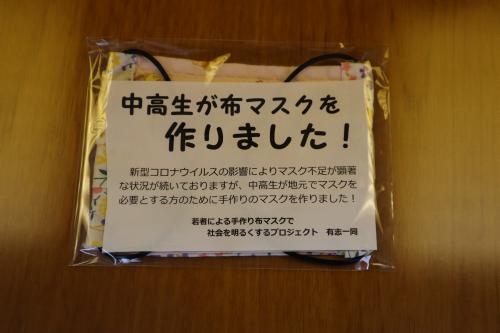 中高生が布マスクを
作りました！
新型コロナウイルスの影響によりマスク不足が顕著
な状況が続いておりますが、中高生が地元でマスクを
必要とする方のために手作りのマスクを作りました！
若者による手作り布マスクで
社会を明るくするプロジェクト　有志一同